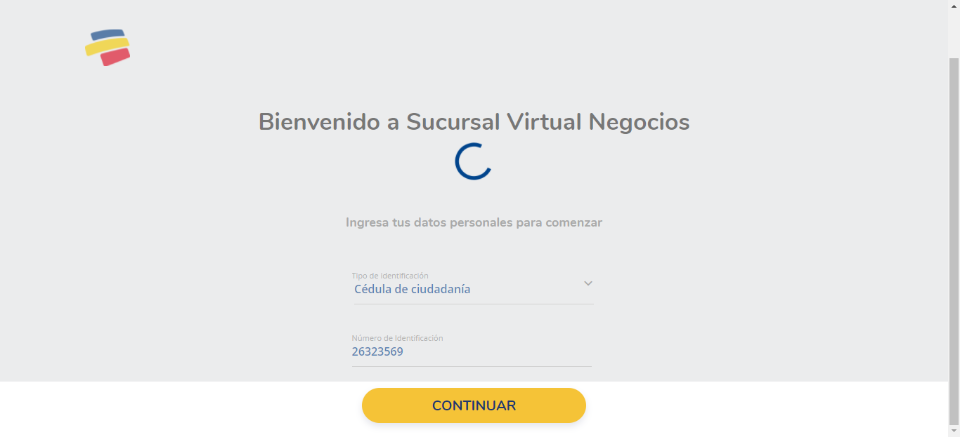 Bienvenido a Sucursal Virtual Negocios
Ingresa tus datos personales para comenzar
Tipo de Identificación
Cédula de ciudadanía
Número de Identificación
26323569
CONTINUAR